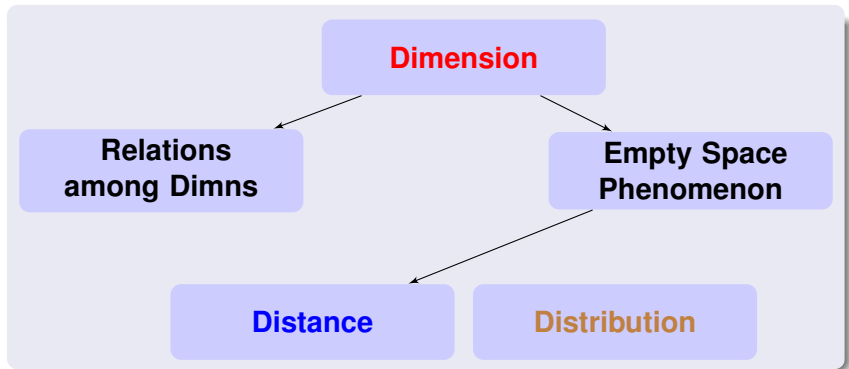 Dimension
Relations
among Dimns
Empty Space
Phenomenon
Distance
Distribution